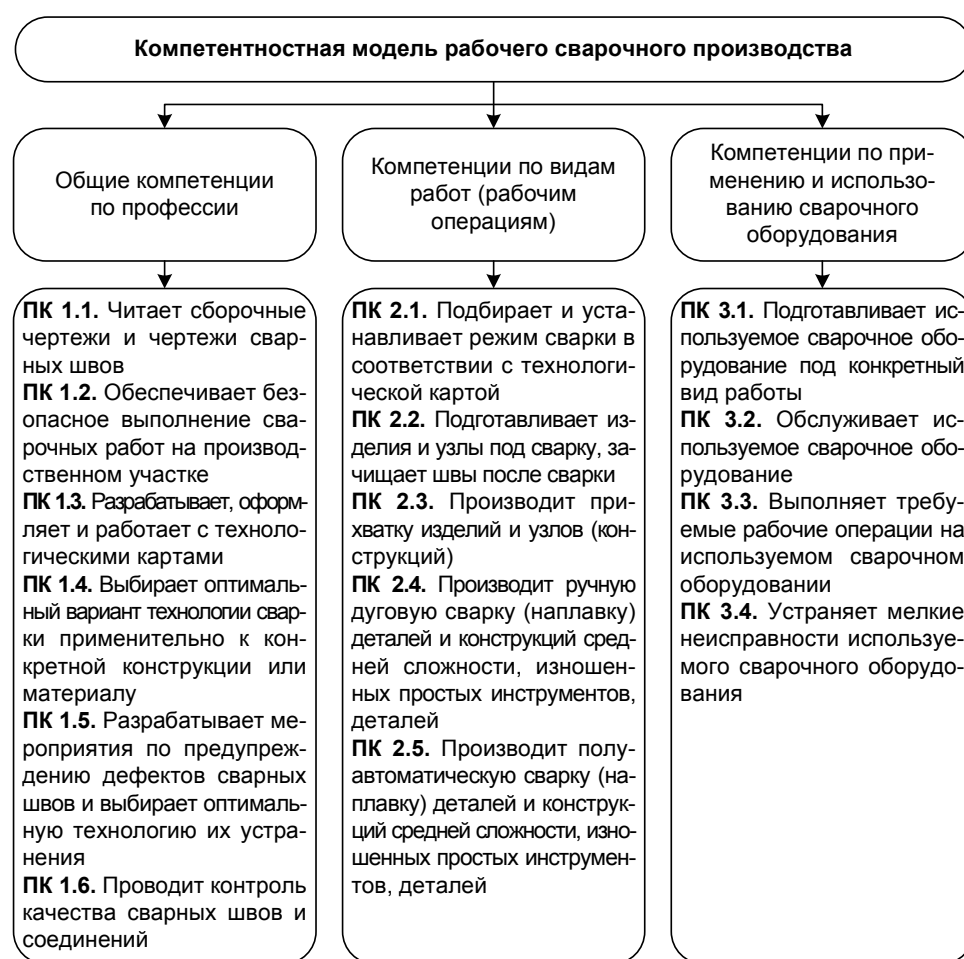 Компетентностная модель рабочего сварочного производства
Общие компетенции
по профессии
Компетенции по видам
работ (рабочим
операциям)
Компетенции по при-
менению и использо-
ванию сварочного
оборудования
ПК 1.1. Читает сборочные
чертежи и чертежи свар-
ных швов
ПК 1.2. Обеспечивает без-
опасное выполнение сва-
рочных работ на производ-
ственном участке
ПК 1.3. Разрабатывает, оформ-
ляет и работает с техноло-
гическими картами
ПК 1.4. Выбирает оптималь-
ный вариант технологии свар-
ки применительно к кон-
кретной конструкции или
материалу
ПК 1.5. Разрабатывает ме-
роприятия по предупреж-
дению дефектов сварных
швов и выбирает оптималь-
ную технологию их устра-
нения
ПК 1.6. Проводит контроль
качества сварных швов и
соединений
ПК 2.1. Подбирает и уста-
навливает режим сварки в
соответствии с технологи-
ческой картой
ПК 2.2. Подготавливает из-
делия и узлы под сварку, за-
чищает швы после сварки
ПК 2.3. Производит при-
хватку изделий и узлов (кон-
струкций)
ПК 2.4. Производит ручную
дуговую сварку (наплавку)
деталей и конструкций сред-
ней сложности, изношен-
ных простых инструментов,
деталей
ПК 2.5. Производит полу-
автоматическую сварку (на-
плавку) деталей и конструк-
ций средней сложности, изно-
шенных простых инструмен-
тов, деталей
ПК 3.1. Подготавливает ис-
пользуемое сварочное обо-
рудование под конкретный
вид работы
ПК 3.2. Обслуживает ис-
пользуемое сварочное обо-
рудование
ПК 3.3. Выполняет требу-
емые рабочие операции на
используемом сварочном
оборудовании
ПК 3.4. Устраняет мелкие
неисправности используе-
мого сварочного оборудо-
вания